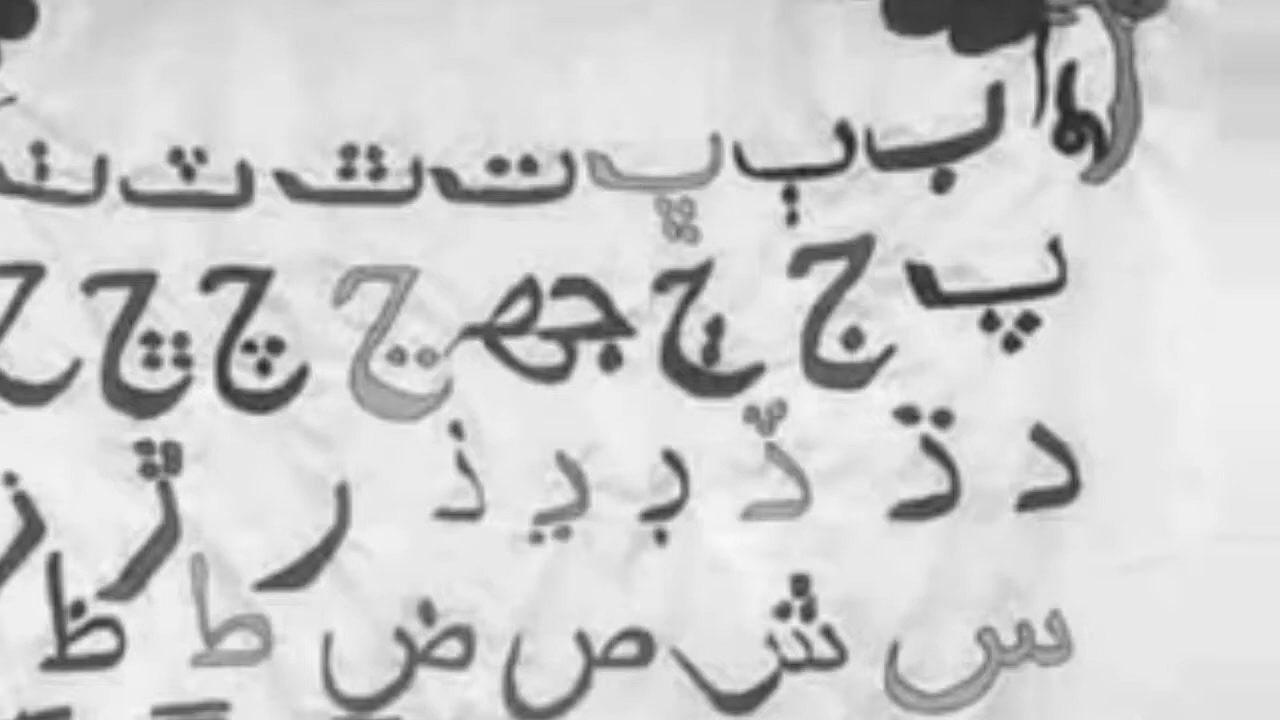 ا ب ٻ ڀ ت ٿ ٽ ٺ
پ ج ڄ جھ ڃ چ ڇ ح
د ڌ ڏ ڊ ڍ ذ ر ڙ ز
س ش ص ض ط ظ